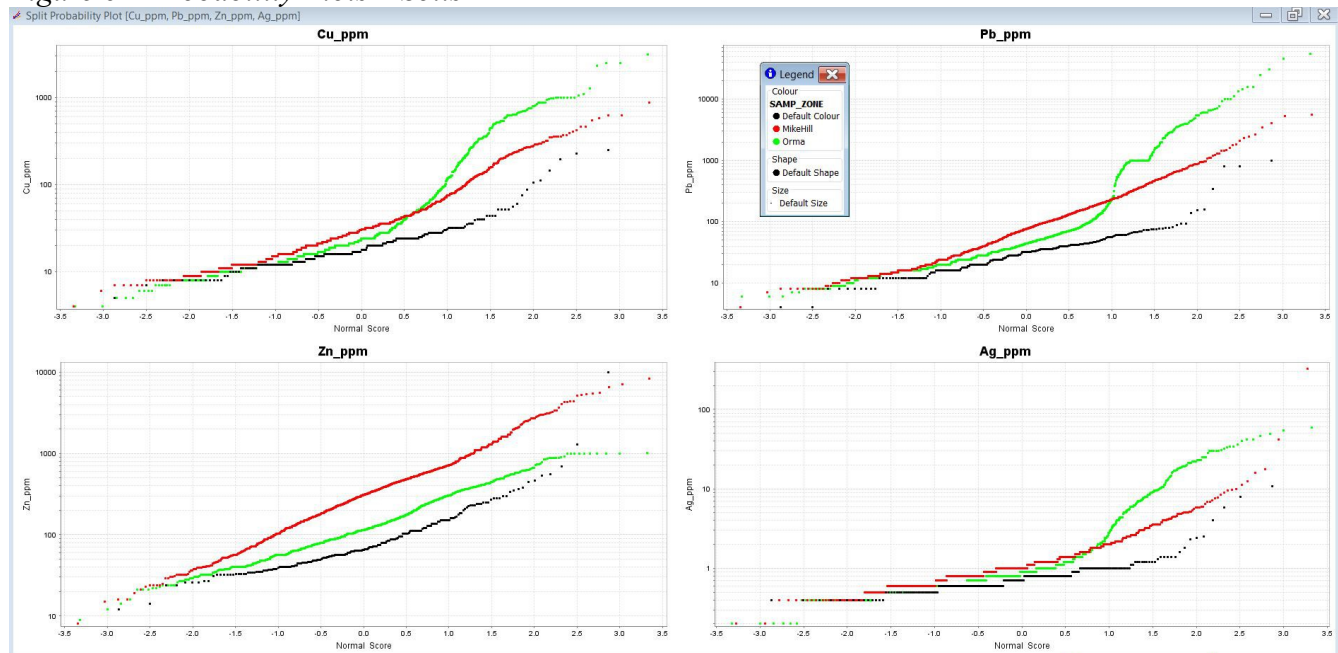 Split Probability Plot [Cu_ppm, Pb_ppm, Zn_ppm, Ag_ppm]
Cu_ppm
Cu_ppm
1000
100
10
-3.5 -3.0 -2.5 -2.0 -1.5 -1.0 -0.5 0.0 0.5 1.0 1.5 2.0 2.5 3.0 3.5
Normal Score
Pb_ppm
Pb_ppm
10000
1000
100
10
-3.5 -3.0 -2.5 -2.0 -1.5 -1.0 -0.5 0.0 0.5 1.0 1.5 2.0 2.5 3.0 3.5
Normal Score
Legend
Colour
SAMP_ZONE
Default Colour
MikeHill
Orma
Shape
Default Shape
Size
Default Size
Zn_ppm
Zn_ppm
10000
1000
100
10
-3.5 -3.0 -2.5 -2.0 -1.5 -1.0 -0.5 0.0 0.5 1.0 1.5 2.0 2.5 3.0 3.5
Normal Score
Ag_ppm
Ag_ppm
100
10
1
-3.5 -3.0 -2.5 -2.0 -1.5 -1.0 -0.5 0.0 0.5 1.0 1.5 2.0 2.5 3.0 3.5
Normal Score